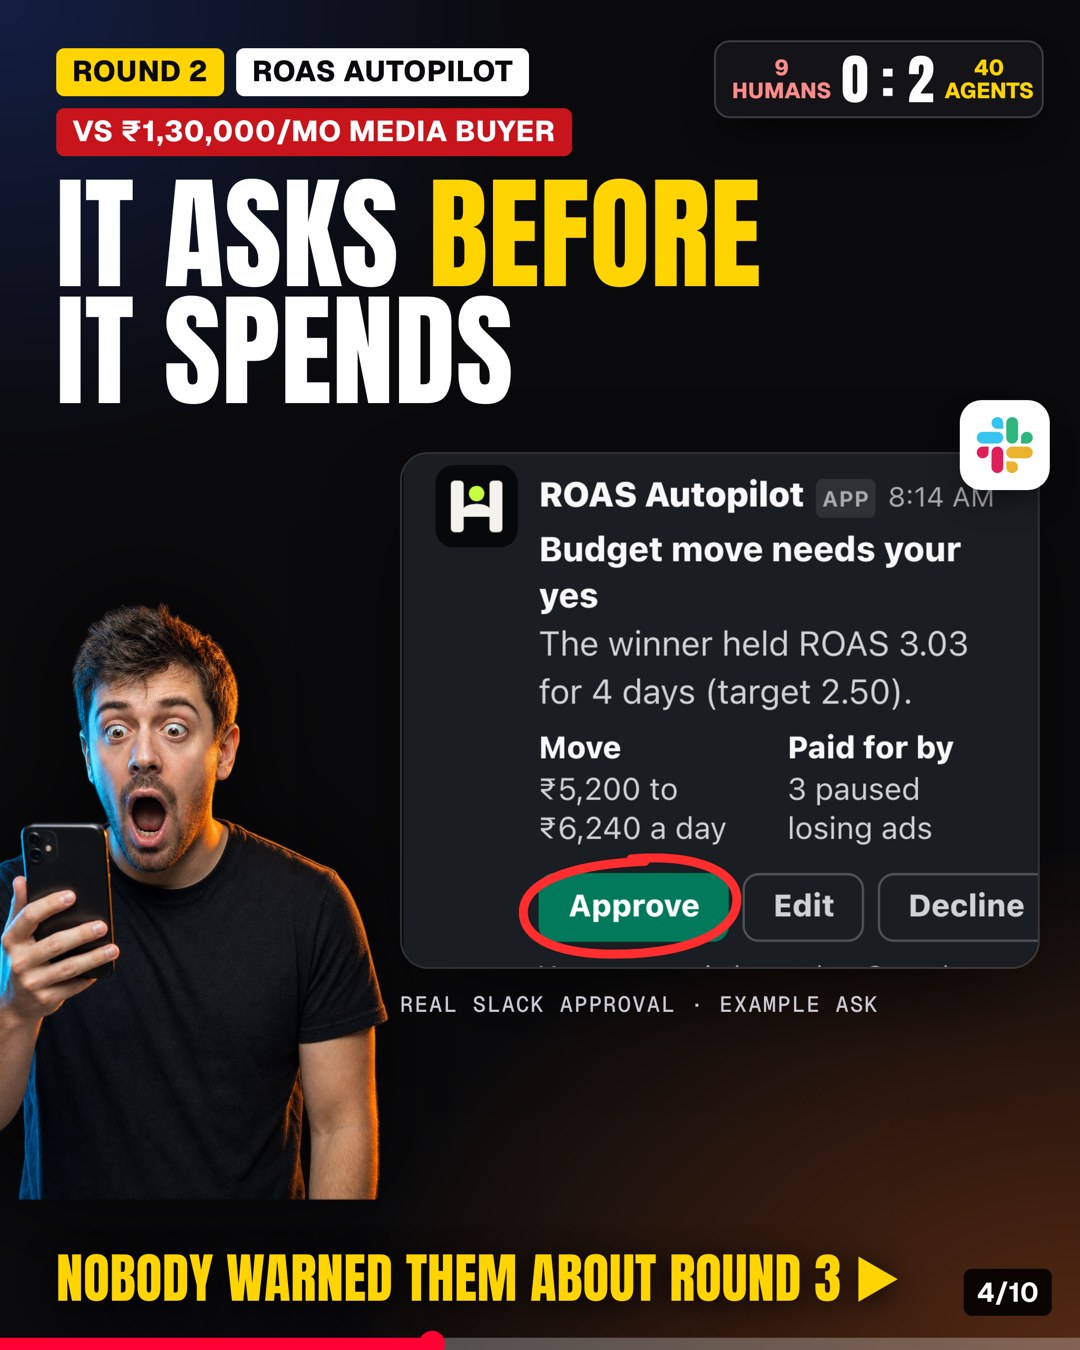 ROUND 2
ROAS AUTOPILOT
VS ₹1,30,000/MO MEDIA BUYER
9
HUMANS
0 : 2
40
AGENTS
IT ASKS BEFORE
IT SPENDS
ROAS Autopilot APP 8:14 AM
Budget move needs your
yes
The winner held ROAS 3.03
for 4 days (target 2.50).
Move
₹5,200 to
₹6,240 a day
Paid for by
3 paused
losing ads
Approve
Edit
Decline
REAL SLACK APPROVAL · EXAMPLE ASK
NOBODY WARNED THEM ABOUT ROUND 3 ▶
4/10